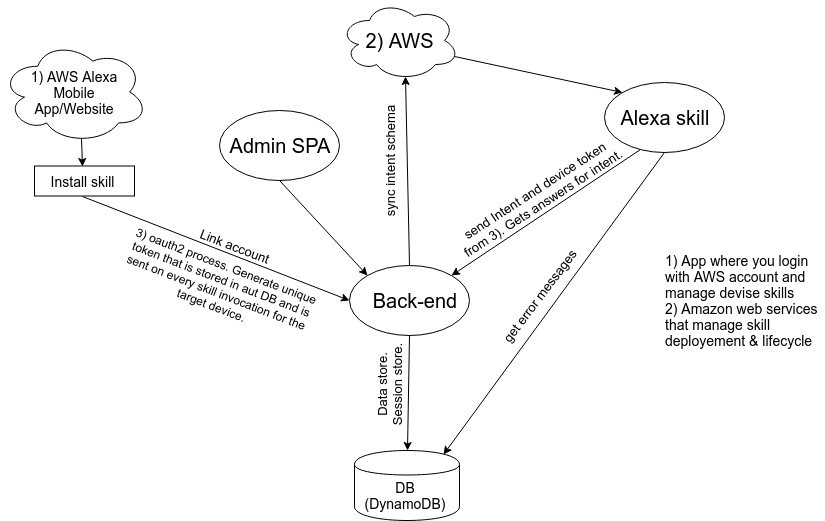 2) AWS
1) AWS Alexa
Mobile
App/Website
Alexa skill
Admin SPA
Install skill
sync intent schema
send Intent and device token
from 3). Gets answers for intent.
Link account
3) oauth2 process. Generate unique
token that is stored in aut DB and is
sent on every skill invocation for the
target device.
Back-end
get error messages
1) App where you login
with AWS account and
manage devise skills
2) Amazon web services
that manage skill
deployement & lifecycle
Data store.
Session store.
DB
(DynamoDB)